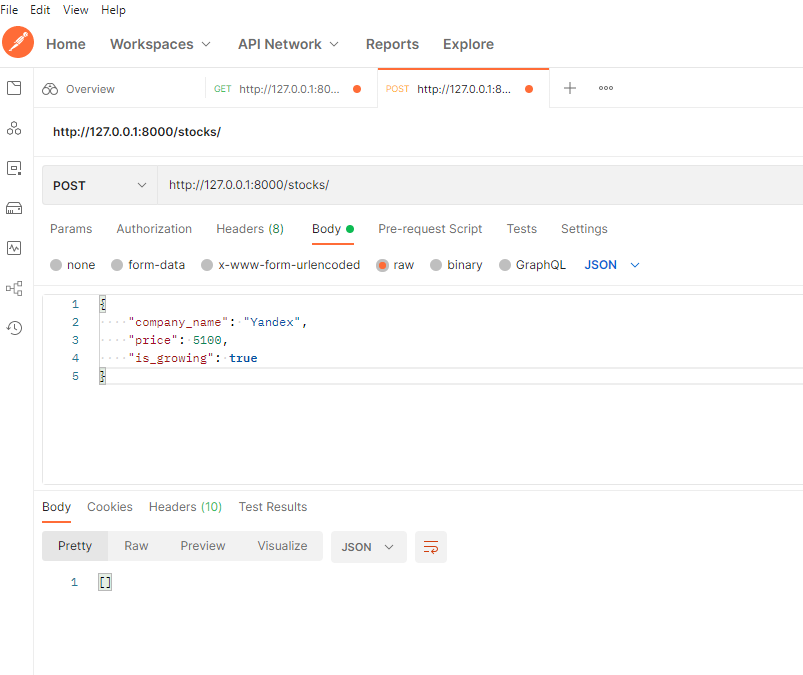 File Edit View Help
Home Workspaces API Network Reports Explore
Overview GET http://127.0.0.1:80... POST http://127.0.0.1:8...
http://127.0.0.1:8000/stocks/
POST http://127.0.0.1:8000/stocks/
Params Authorization Headers (8) Body Pre-request Script Tests Settings
none form-data x-www-form-urlencoded raw binary GraphQL JSON
1 {
2 "company_name": "Yandex",
3 "price": 5100,
4 "is_growing": true
5 }
Body Cookies Headers (10) Test Results
Pretty Raw Preview Visualize JSON
1 []